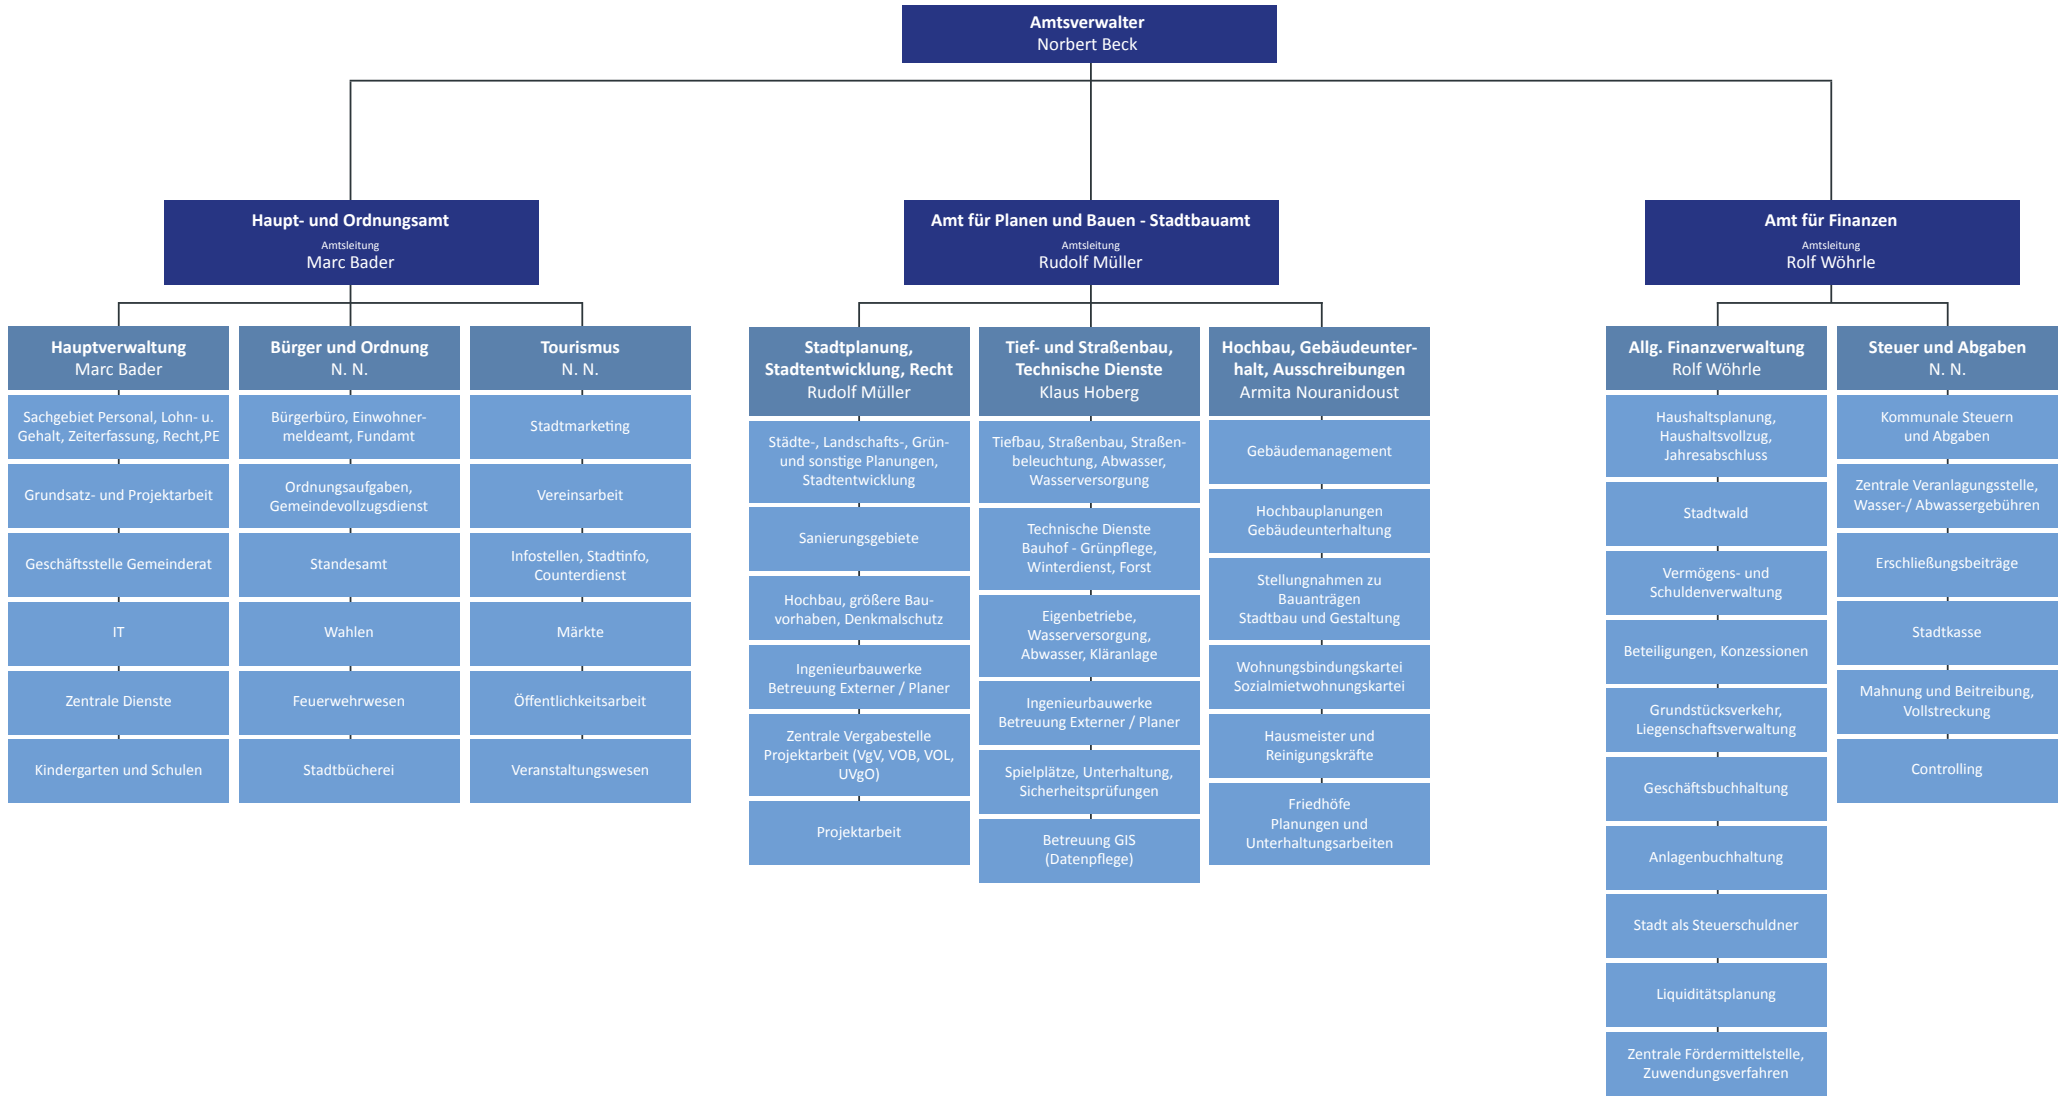 Amtsverwalter
Norbert Beck
Haupt- und Ordnungsamt
Amtsleitung
Marc Bader
Amt für Planen und Bauen - Stadtbauamt
Amtsleitung
Rudolf Müller
Amt für Finanzen
Amtsleitung
Rolf Wöhrle
Hauptverwaltung
Marc Bader
Sachgebiet Personal, Lohn- u.
Gehalt, Zeiterfassung, Recht,PE
Grundsatz- und Projektarbeit
Geschäftsstelle Gemeinderat
IT
Zentrale Dienste
Kindergarten und Schulen
Bürger und Ordnung
N. N.
Bürgerbüro, Einwohner-
meldeamt, Fundamt
Ordnungsaufgaben,
Gemeindevollzugsdienst
Standesamt
Wahlen
Feuerwehrwesen
Stadtbücherei
Tourismus
N. N.
Stadtmarketing
Vereinsarbeit
Infostellen, Stadtinfo,
Counterdienst
Märkte
Öffentlichkeitsarbeit
Veranstaltungswesen
Stadtplanung,
Stadtentwicklung, Recht
Rudolf Müller
Städte-, Landschafts-, Grün-
und sonstige Planungen,
Stadtentwicklung
Sanierungsgebiete
Hochbau, größere Bau-
vorhaben, Denkmalschutz
Ingenieurbauwerke
Betreuung Externer / Planer
Zentrale Vergabestelle
Projektarbeit (VgV, VOB, VOL,
UVgO)
Projektarbeit
Tief- und Straßenbau,
Technische Dienste
Klaus Hoberg
Tiefbau, Straßenbau, Straßen-
beleuchtung, Abwasser,
Wasserversorgung
Technische Dienste
Bauhof - Grünpflege,
Winterdienst, Forst
Eigenbetriebe,
Wasserversorgung,
Abwasser, Kläranlage
Ingenieurbauwerke
Betreuung Externer / Planer
Spielplätze, Unterhaltung,
Sicherheitsprüfungen
Betreuung GIS
(Datenpflege)
Hochbau, Gebäudeunter-
halt, Ausschreibungen
Armita Nouranidoust
Gebäudemanagement
Hochbauplanungen
Gebäudeunterhaltung
Stellungnahmen zu
Bauanträgen
Stadtbau und Gestaltung
Wohnungsbindungskartei
Sozialmietwohnungskartei
Hausmeister und
Reinigungskräfte
Friedhöfe
Planungen und
Unterhaltungsarbeiten
Allg. Finanzverwaltung
Rolf Wöhrle
Haushaltsplanung,
Haushaltsvollzug,
Jahresabschluss
Stadtwald
Vermögens- und
Schuldenverwaltung
Beteiligungen, Konzessionen
Grundstücksverkehr,
Liegenschaftsverwaltung
Geschäftsbuchhaltung
Anlagenbuchhaltung
Stadt als Steuerschuldner
Liquiditätsplanung
Zentrale Fördermittelstelle,
Zuwendungsverfahren
Steuer und Abgaben
N. N.
Kommunale Steuern
und Abgaben
Zentrale Veranlagungsstelle,
Wasser-/ Abwassergebühren
Erschließungsbeiträge
Stadtkasse
Mahnung und Beitreibung,
Vollstreckung
Controlling